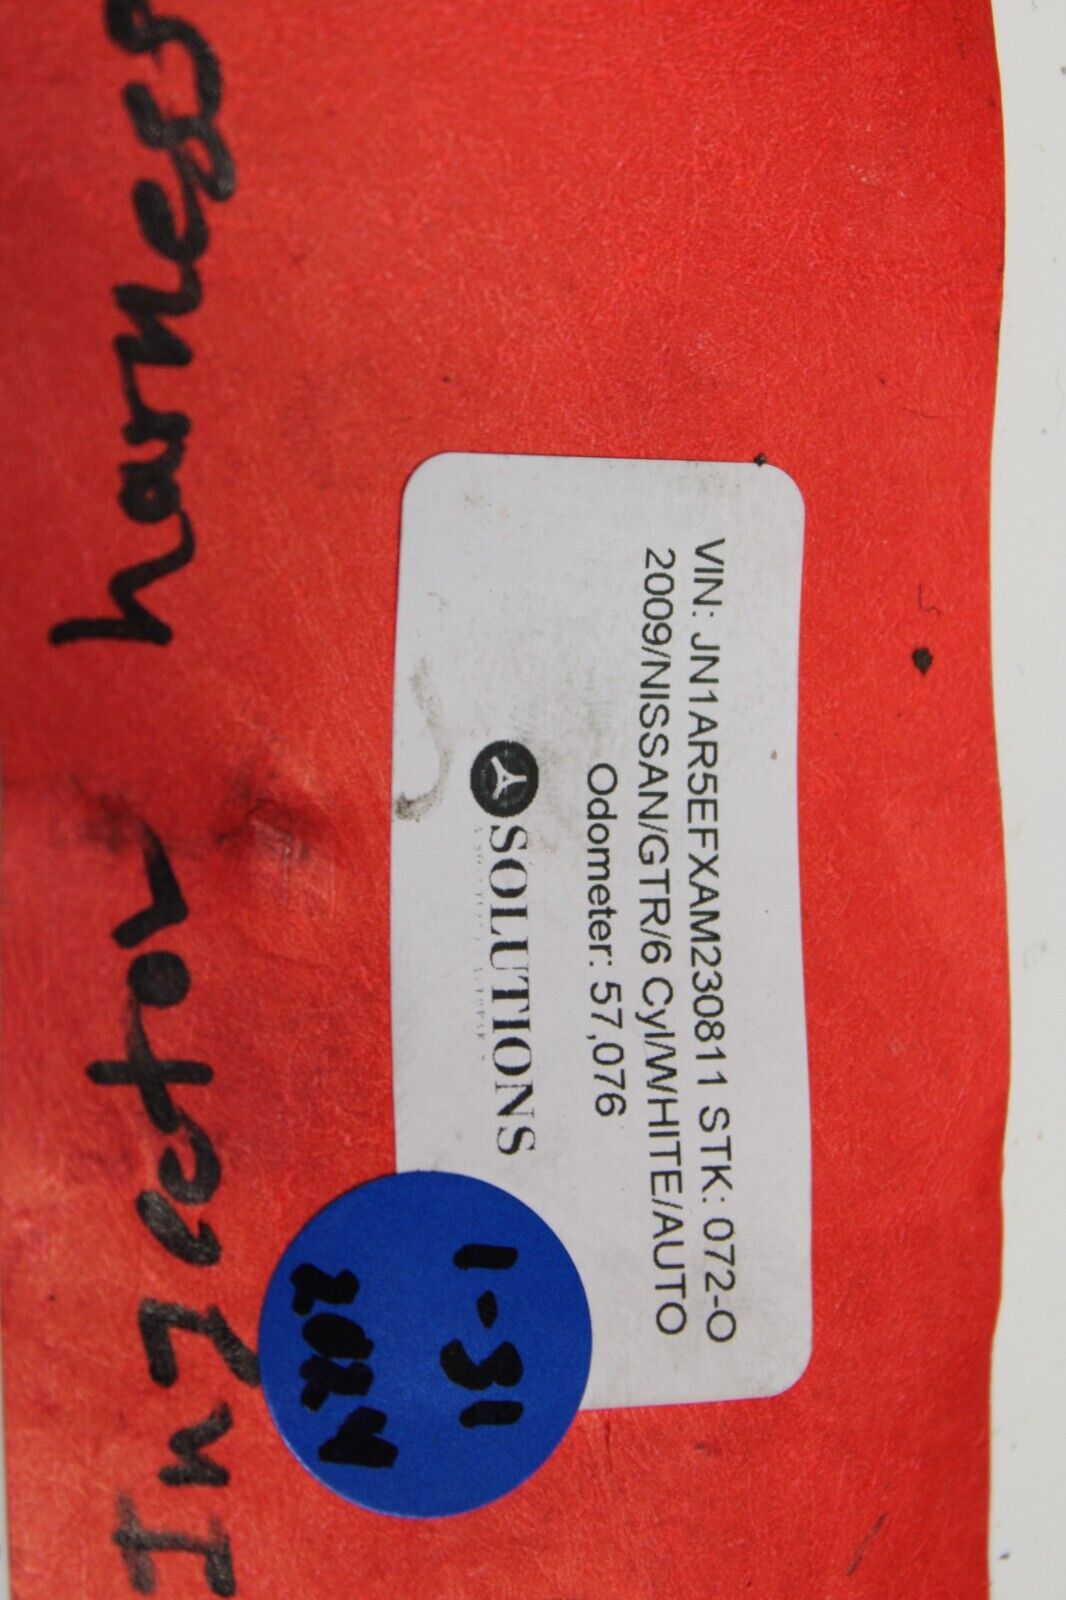 InJector harness
VIN: JN1AR5EFXAM230811 STK: 072-O
2009/NISSAN/GTR/6 Cyl/WHITE/AUTO
Odometer: 57,076
SOLUTIONS
1-31
2024